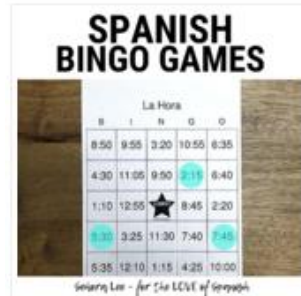 SPANISH
BINGO GAMES
La Hora
B I N G O
8:50 9:55 3:20 10:55 6:35
4:30 11:05 9:50 2:15 6:40
1:10 12:55 8:45 2:20
5:30 3:25 11:30 7:40 7:45
5:35 12:10 1:15 4:25 10:00
Lee - for the LOVE of Spanish